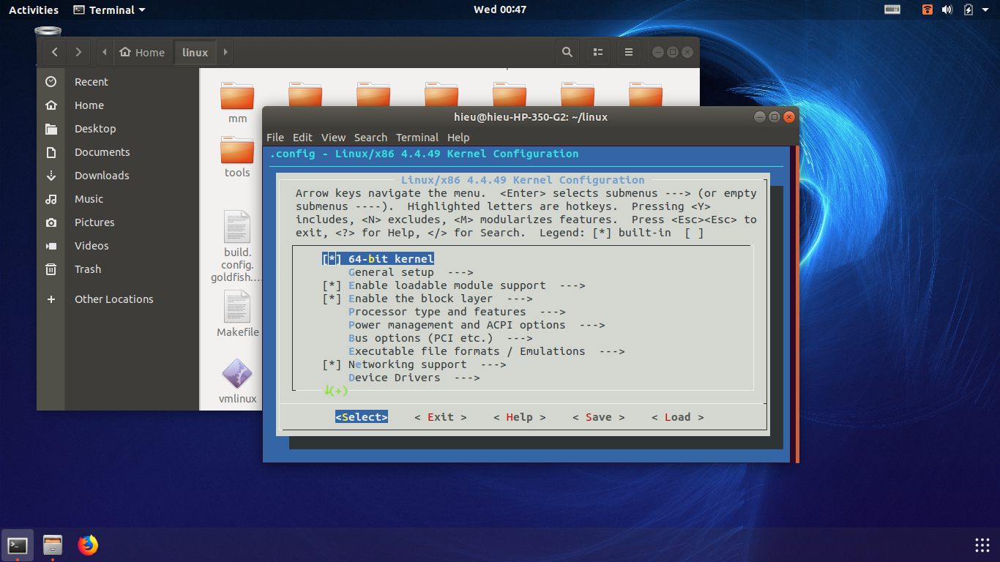 Activities
Terminal
Wed 00:47
Home
linux
Recent
Home
Desktop
Documents
Downloads
Music
Pictures
Videos
Trash
Other Locations
mm
tools
build.
config.
goldfish....
Makefile
vmlinux
hieu@hieu-HP-350-G2: ~/linux
File Edit View Search Terminal Help
.config - Linux/x86 4.4.49 Kernel Configuration
Linux/x86 4.4.49 Kernel Configuration
Arrow keys navigate the menu.  <Enter> selects submenus ---> (or empty
submenus ----).  Highlighted letters are hotkeys.  Pressing <Y>
includes, <N> excludes, <M> modularizes features.  Press <Esc><Esc> to
exit, <?> for Help, </> for Search.  Legend: [*] built-in  [ ]
[*] 64-bit kernel
General setup  --->
[*] Enable loadable module support  --->
[*] Enable the block layer  --->
Processor type and features  --->
Power management and ACPI options  --->
Bus options (PCI etc.)  --->
Executable file formats / Emulations  --->
[*] Networking support  --->
Device Drivers  --->
↓(+)
<Select>    < Exit >    < Help >    < Save >    < Load >